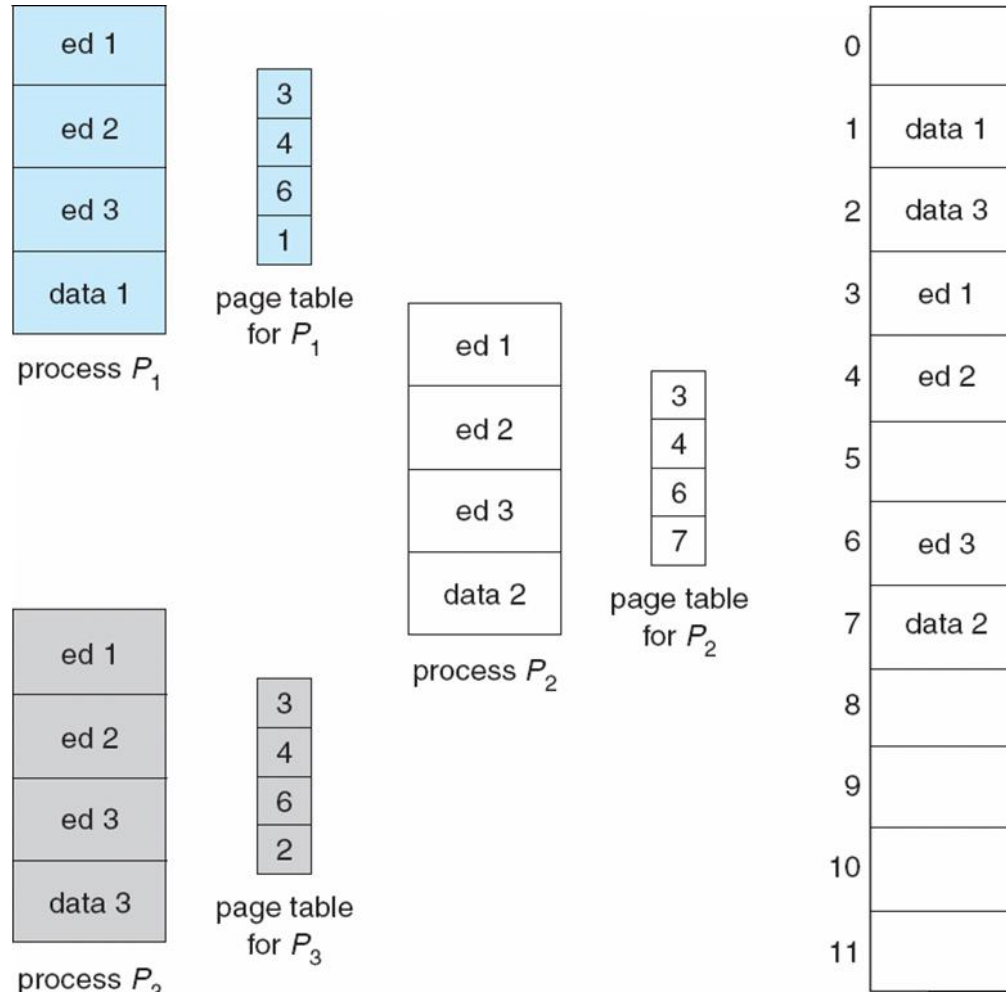 ed 1
ed 2
ed 3
data 1
process P1
3
4
6
1
page table
for P1
ed 1
ed 2
ed 3
data 2
process P2
3
4
6
7
page table
for P2
ed 1
ed 2
ed 3
data 3
process P3
3
4
6
2
page table
for P3
0
1 data 1
2 data 3
3 ed 1
4 ed 2
5
6 ed 3
7 data 2
8
9
10
11